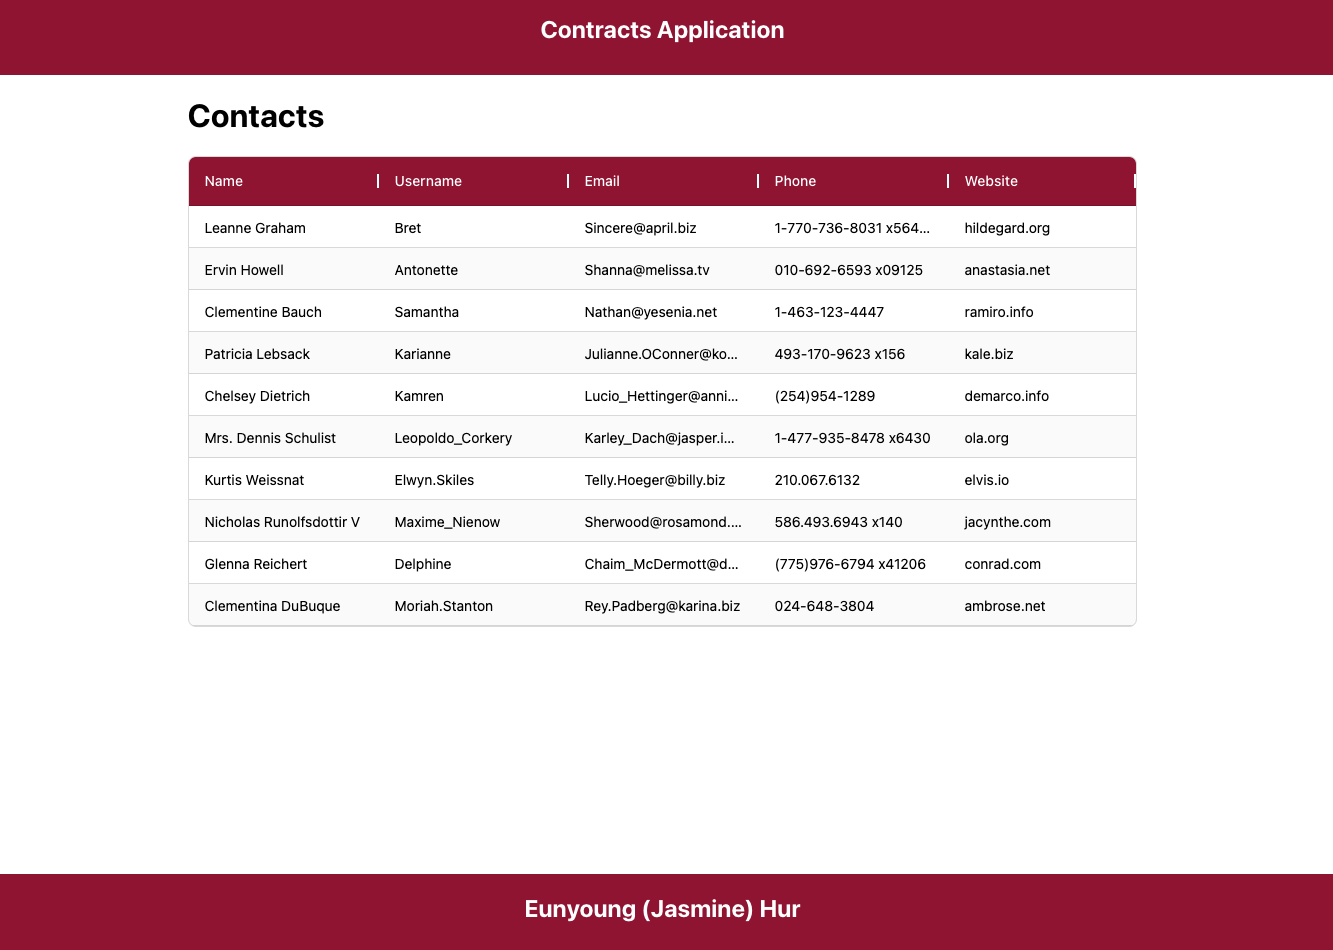 Contracts Application
Contacts
Name Username Email Phone Website
Leanne Graham Bret Sincere@april.biz 1-770-736-8031 x564... hildegard.org
Ervin Howell Antonette Shanna@melissa.tv 010-692-6593 x09125 anastasia.net
Clementine Bauch Samantha Nathan@yesenia.net 1-463-123-4447 ramiro.info
Patricia Lebsack Karianne Julianne.OConner@ko... 493-170-9623 x156 kale.biz
Chelsey Dietrich Kamren Lucio_Hettinger@anni... (254)954-1289 demarco.info
Mrs. Dennis Schulist Leopoldo_Corkery Karley_Dach@jasper.i... 1-477-935-8478 x6430 ola.org
Kurtis Weissnat Elwyn.Skiles Telly.Hoeger@billy.biz 210.067.6132 elvis.io
Nicholas Runolfsdottir V Maxime_Nienow Sherwood@rosamond.... 586.493.6943 x140 jacynthe.com
Glenna Reichert Delphine Chaim_McDermott@d... (775)976-6794 x41206 conrad.com
Clementina DuBuque Moriah.Stanton Rey.Padberg@karina.biz 024-648-3804 ambrose.net
Eunyoung (Jasmine) Hur